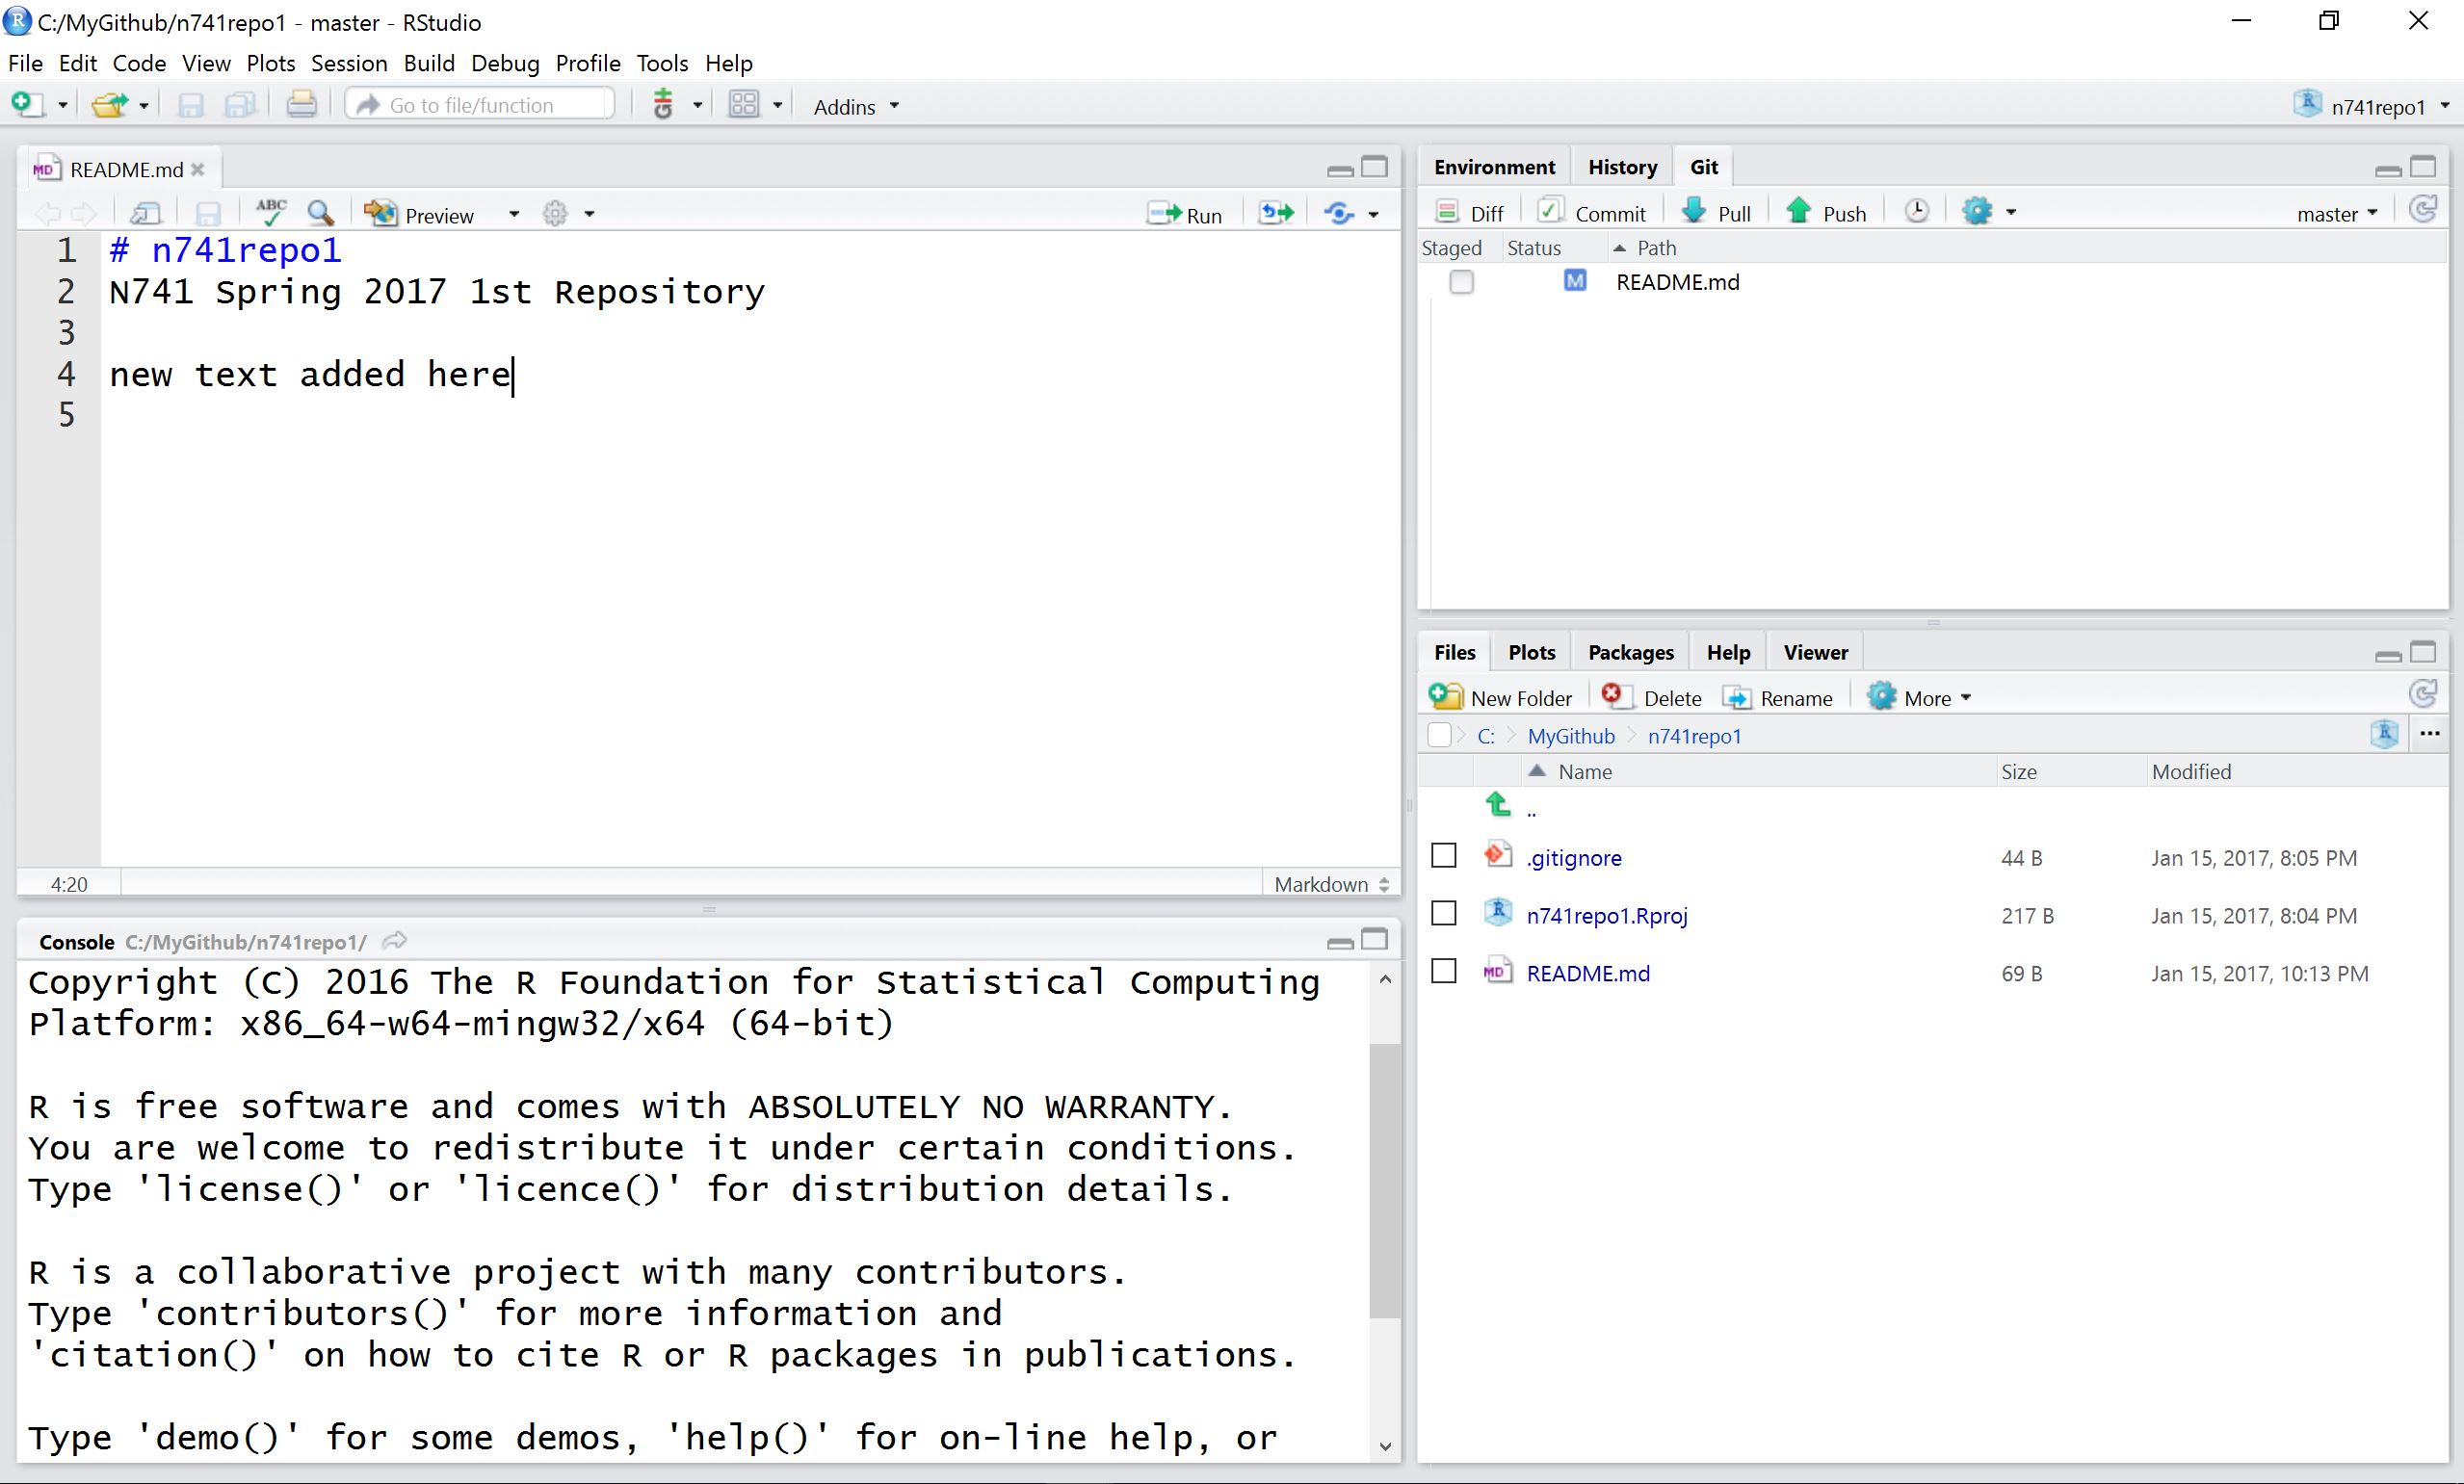 C:/MyGithub/n741repo1 - master - RStudio
File Edit Code View Plots Session Build Debug Profile Tools Help
Go to file/function Addins n741repo1
MD README.md
ABC Preview Run
1 # n741repo1
2 N741 Spring 2017 1st Repository
3
4 new text added here
5
4:20 Markdown
Console C:/MyGithub/n741repo1/
Copyright (C) 2016 The R Foundation for Statistical Computing
Platform: x86_64-w64-mingw32/x64 (64-bit)
R is free software and comes with ABSOLUTELY NO WARRANTY.
You are welcome to redistribute it under certain conditions.
Type 'license()' or 'licence()' for distribution details.
R is a collaborative project with many contributors.
Type 'contributors()' for more information and
'citation()' on how to cite R or R packages in publications.
Type 'demo()' for some demos, 'help()' for on-line help, or
Environment History Git
Diff Commit Pull Push master
Staged Status Path
M README.md
Files Plots Packages Help Viewer
New Folder Delete Rename More
C: MyGithub n741repo1 R ...
Name Size Modified
..
.gitignore 44 B Jan 15, 2017, 8:05 PM
R n741repo1.Rproj 217 B Jan 15, 2017, 8:04 PM
MD README.md 69 B Jan 15, 2017, 10:13 PM